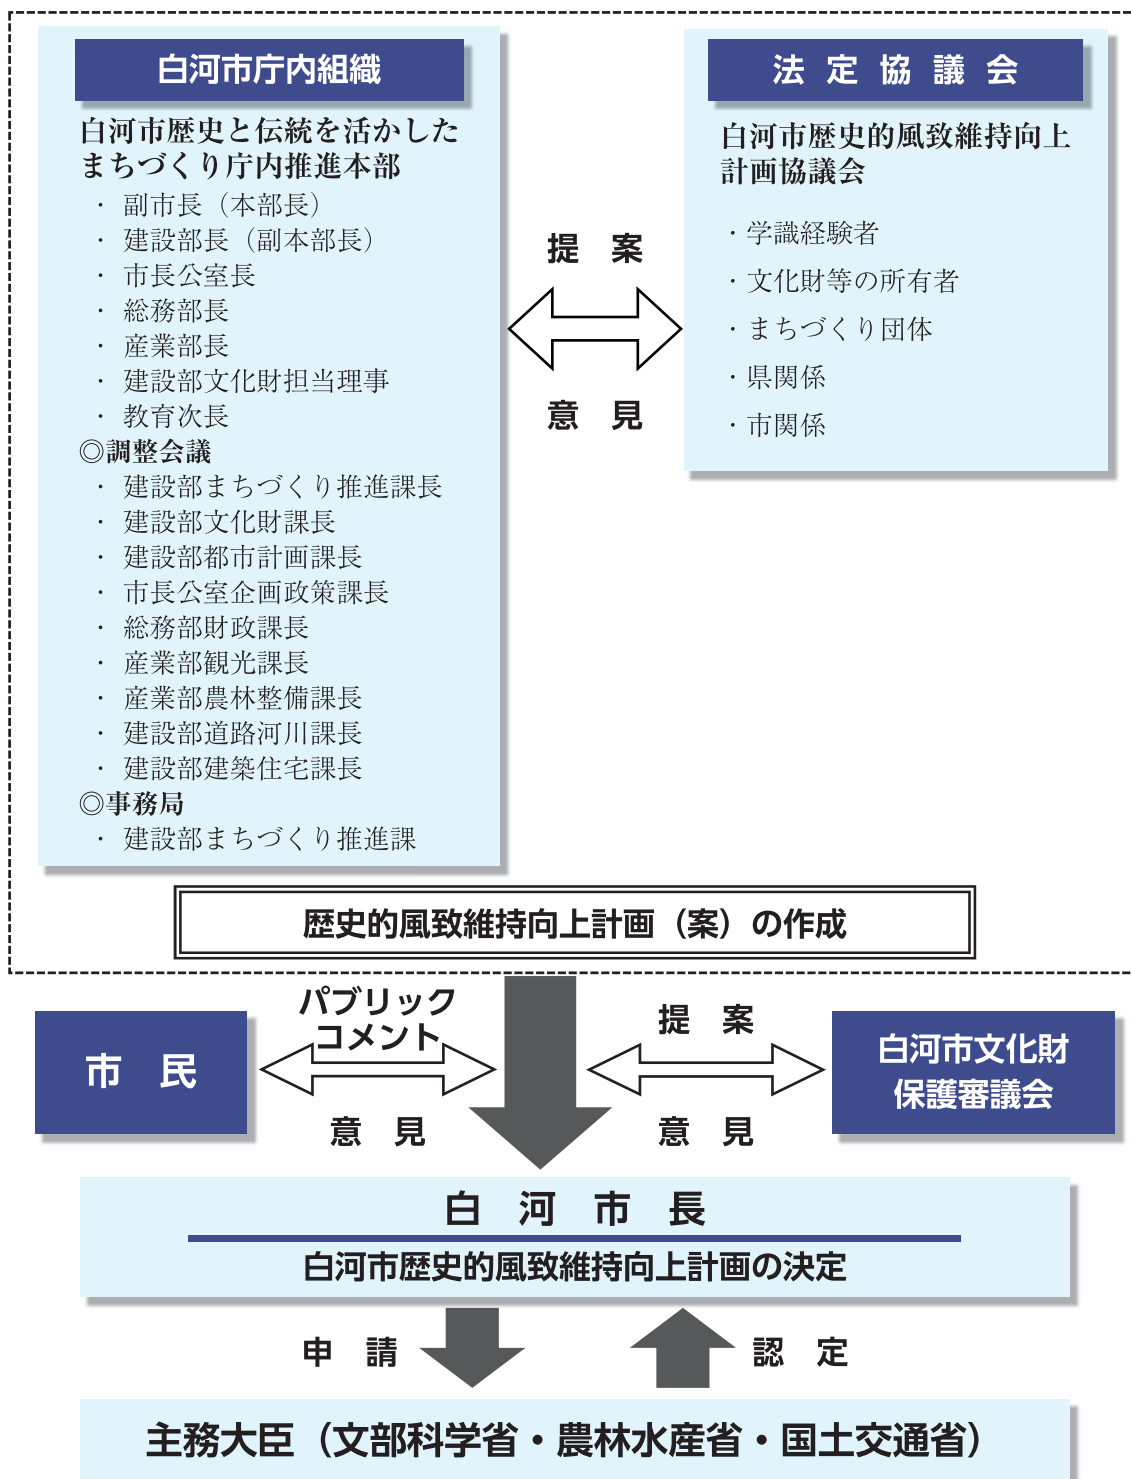 白河市庁内組織
白河市歴史と伝統を活かした
まちづくり庁内推進本部
・ 副市長（本部長）
・ 建設部長（副本部長）
・ 市長公室長
・ 総務部長
・ 産業部長
・ 建設部文化財担当理事
・ 教育次長
◎調整会議
・ 建設部まちづくり推進課長
・ 建設部文化財課長
・ 建設部都市計画課長
・ 市長公室企画政策課長
・ 総務部財政課長
・ 産業部観光課長
・ 産業部農林整備課長
・ 建設部道路河川課長
・ 建設部建築住宅課長
◎事務局
・ 建設部まちづくり推進課
提　案
意　見
法 定 協 議 会
白河市歴史的風致維持向上
計画協議会
・学識経験者
・文化財等の所有者
・まちづくり団体
・県関係
・市関係
歴史的風致維持向上計画（案）の作成
市　民
パブリック
コメント
意　見
提　案
意　見
白河市文化財
保護審議会
白　河　市　長
白河市歴史的風致維持向上計画の決定
申　請
認　定
主務大臣（文部科学省・農林水産省・国土交通省）